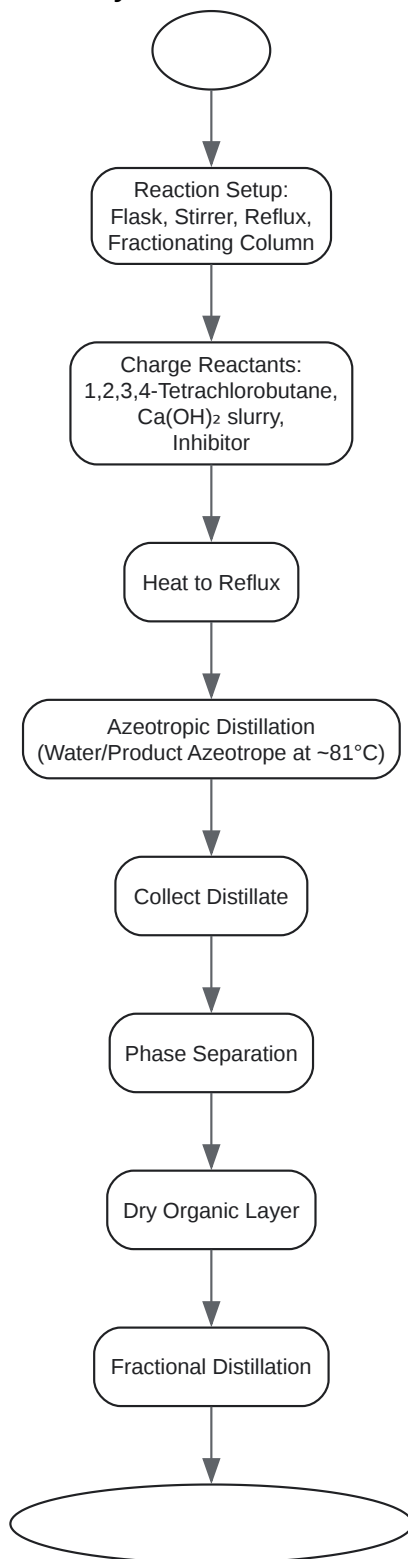 Reaction Setup:
Flask, Stirrer, Reflux,
Fractionating Column
Charge Reactants:
1,2,3,4-Tetrachlorobutane,
Ca(OH)₂ slurry,
Inhibitor
Heat to Reflux
Azeotropic Distillation
(Water/Product Azeotrope at ~81°C)
Collect Distillate
Phase Separation
Dry Organic Layer
Fractional Distillation